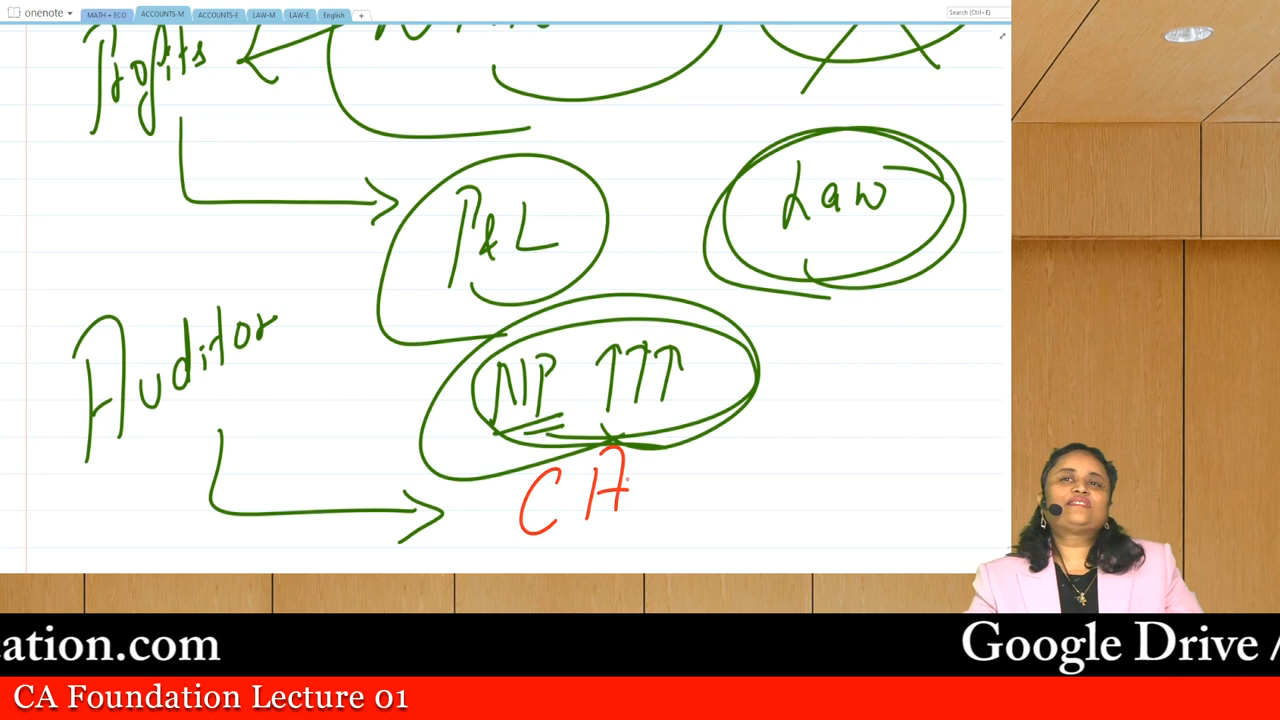 onenote
MATH + ECO ACCOUNTS-M ACCOUNTS-E LAW-M LAW-E English +
Search (Ctrl+E)
Profits
P&L
Law
Auditor
NP ↑↑↑
CA
ation.com Google Drive /
CA Foundation Lecture 01